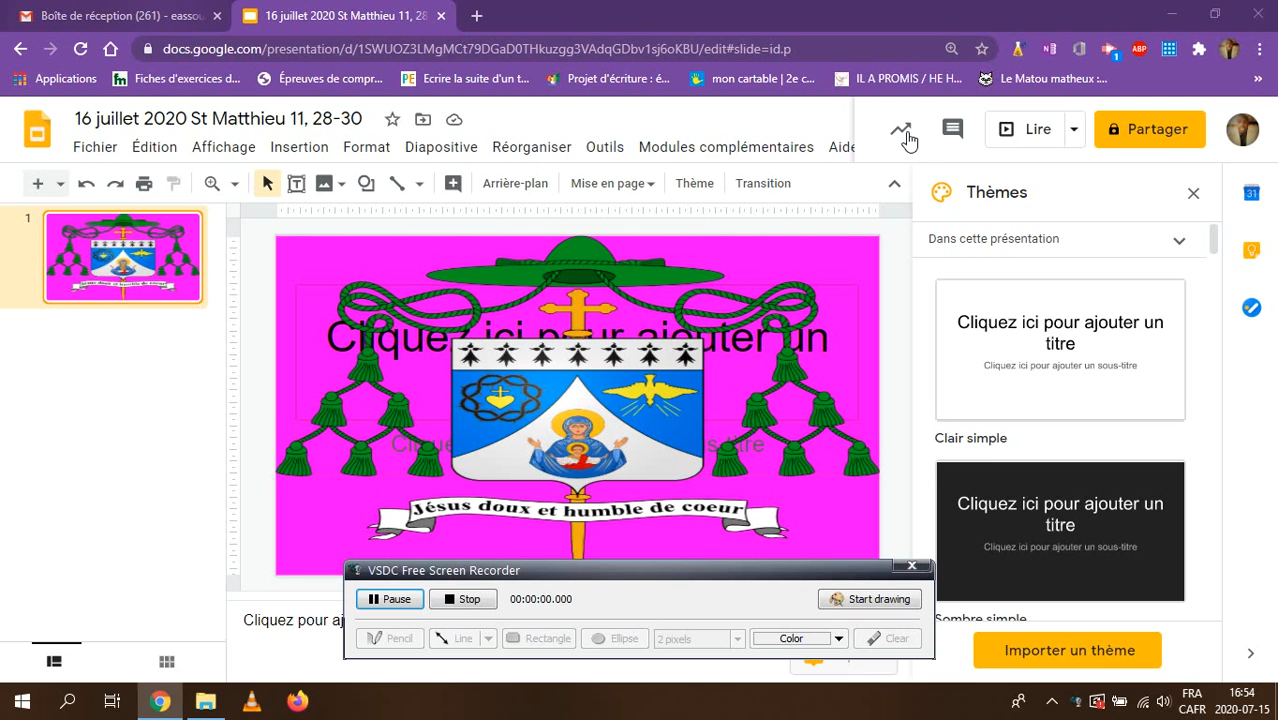 Boîte de réception (261) - eassou
16 juillet 2020 St Matthieu 11, 28-
docs.google.com/presentation/d/1SWUOZ3LMgMCt79DGaD0THkuzgg3VAdqGDbv1sj6oKBU/edit#slide=id.p
ABP
1
Applications
Fiches d'exercices d...
Épreuves de compr...
Ecrire la suite d'un t...
Projet d'écriture : é...
mon cartable | 2e c...
IL A PROMIS / HE H...
Le Matou matheux :...
»
16 juillet 2020 St Matthieu 11, 28-30
Lire
Partager
Fichier Édition Affichage Insertion Format Diapositive Réorganiser Outils Modules complémentaires Aide
Arrière-plan
Mise en page
Thème
Transition
Thèmes
31
1
Dans cette présentation
Cliquez ici pour ajouter un
titre
Cliquez ici pour ajouter un sous-titre
Clair simple
Cliquez ici pour ajouter un
titre
Cliquez ici pour ajouter un sous-titre
Sombre simple
Importer un thème
Cliquez ici pour ajouter un
Jésus doux et humble de coeur
Cliquez pour aj
VSDC Free Screen Recorder
Pause
Stop
00:00:00.000
Start drawing
Pencil
Line
Rectangle
Ellipse
2 pixels
Color
Clear
FRA
CAFR
16:54
2020-07-15